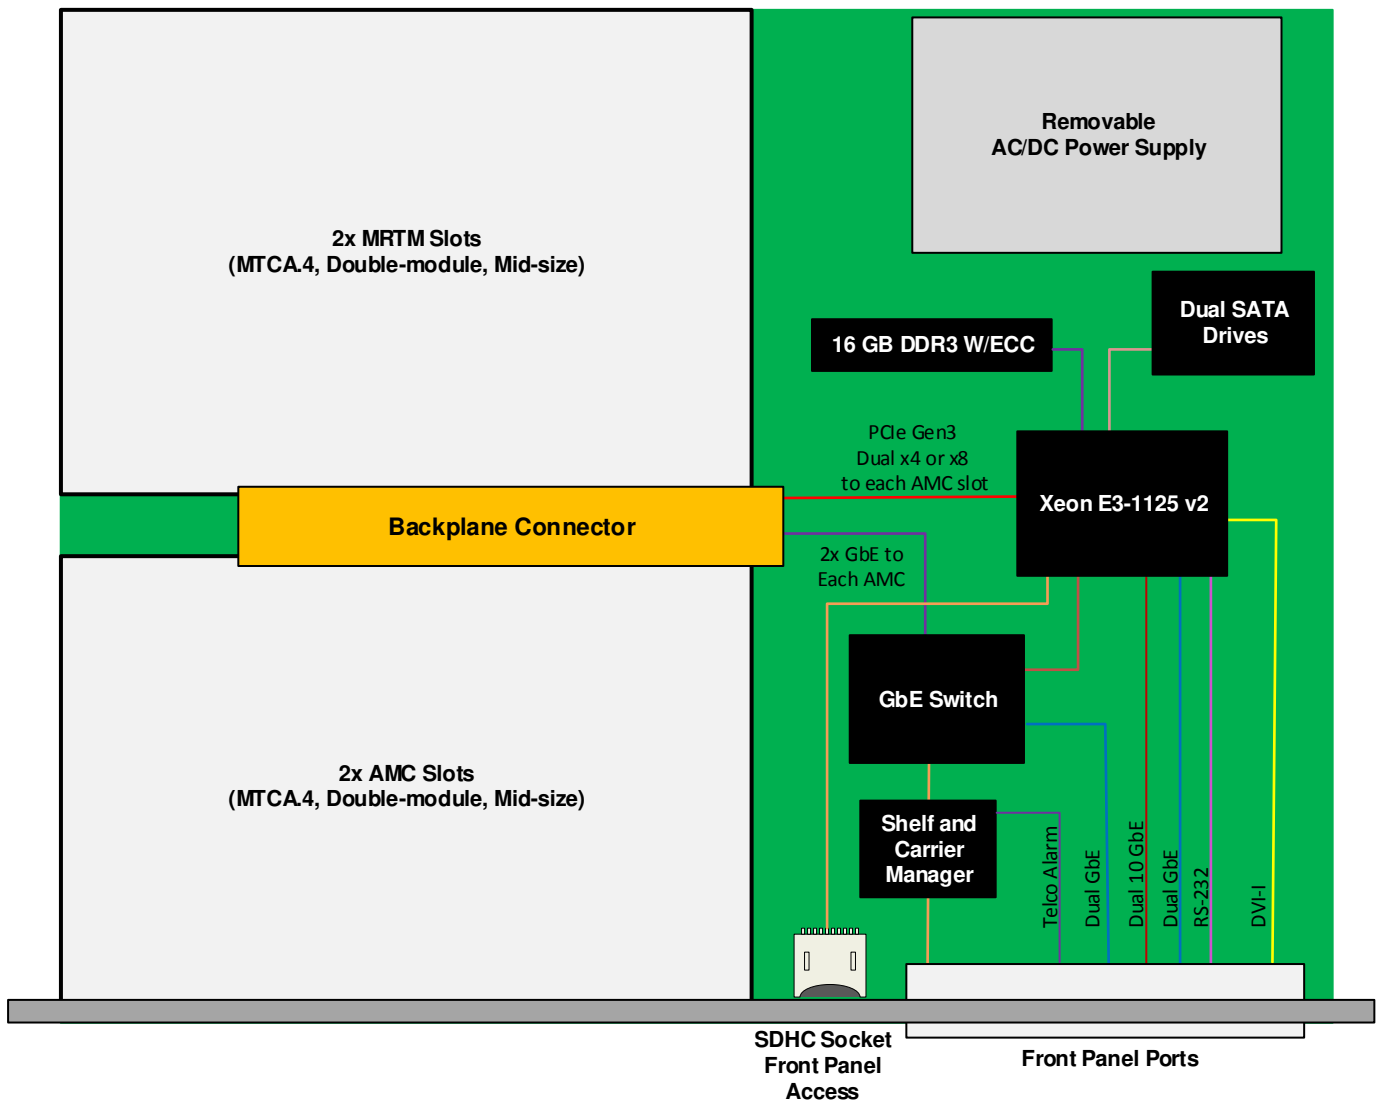 Removable
AC/DC Power Supply
2x MRTM Slots
(MTCA.4, Double-module, Mid-size)
Dual SATA
Drives
16 GB DDR3 W/ECC
PCIe Gen3
Dual x4 or x8
to each AMC slot
Xeon E3-1125 v2
Backplane Connector
2x GbE to
Each AMC
GbE Switch
2x AMC Slots
(MTCA.4, Double-module, Mid-size)
Shelf and
Carrier
Manager
Telco Alarm
Dual GbE
Dual 10 GbE
Dual GbE
RS-232
DVI-I
SDHC Socket
Front Panel
Access
Front Panel Ports